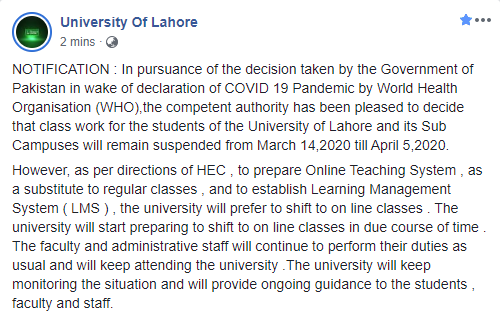 University Of Lahore
2 mins ·
NOTIFICATION : In pursuance of the decision taken by the Government of
Pakistan in wake of declaration of COVID 19 Pandemic by World Health
Organisation (WHO),the competent authority has been pleased to decide
that class work for the students of the University of Lahore and its Sub
Campuses will remain suspended from March 14,2020 till April 5,2020.
However, as per directions of HEC , to prepare Online Teaching System , as
a substitute to regular classes , and to establish Learning Management
System ( LMS ) , the university will prefer to shift to on line classes . The
university will start preparing to shift to on line classes in due course of time .
The faculty and administrative staff will continue to perform their duties as
usual and will keep attending the university .The university will keep
monitoring the situation and will provide ongoing guidance to the students ,
faculty and staff.